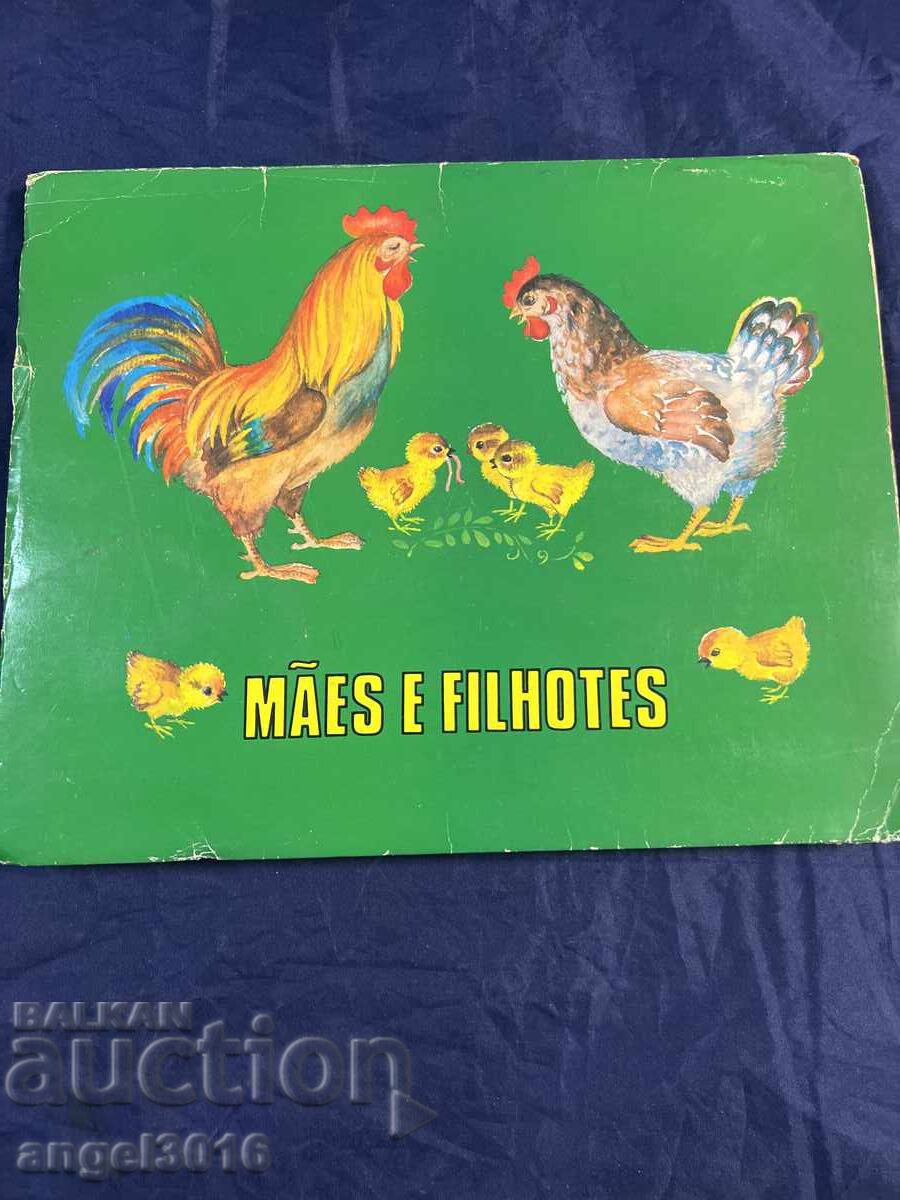 MÃES E FILHOTES
BALKAN
auction
angel3016